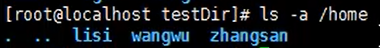 [root@localhost testDir]# ls -a /home
.  ..  lisi  wangwu  zhangsan